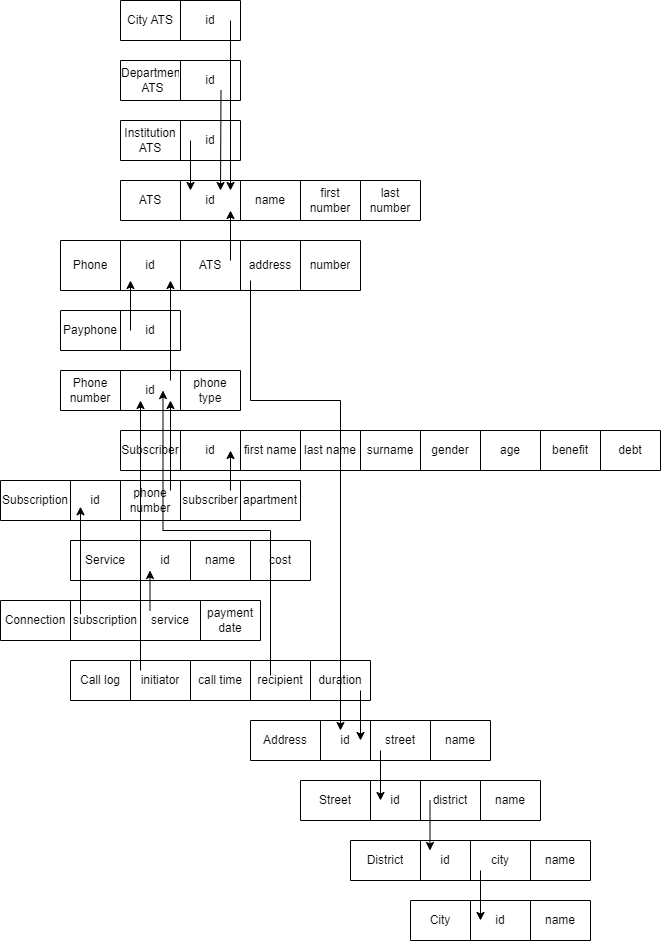 City ATS id
Departmen id
ATS
Institution id
ATS
ATS id name first number last number
Phone id ATS address number
Payphone id
Phone number id phone type
Subscriber id first name last name surname gender age benefit debt
Subscription id phone number subscriber apartment
Service id name cost
Connection subscription service payment date
Call log initiator call time recipient duration
Address id street name
Street id district name
District id city name
City id name